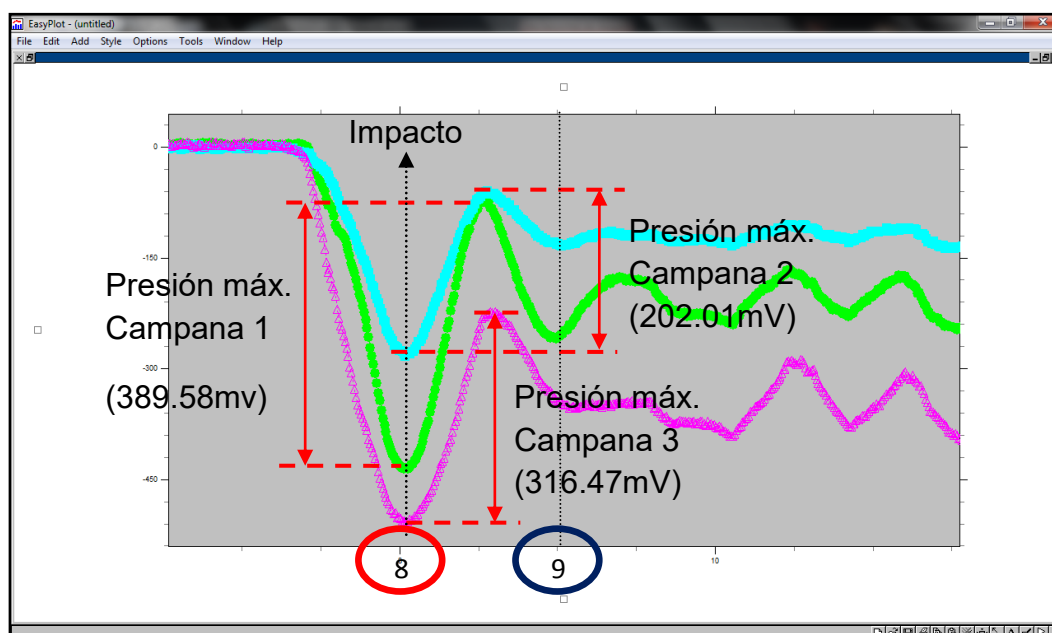 EasyPlot - (untitled)
File Edit Add Style Options Tools Window Help
Impacto
0
-150
-300
-450
Presión máx.
Campana 1
(389.58mv)
Presión máx.
Campana 2
(202.01mV)
Presión máx.
Campana 3
(316.47mV)
8
9
10